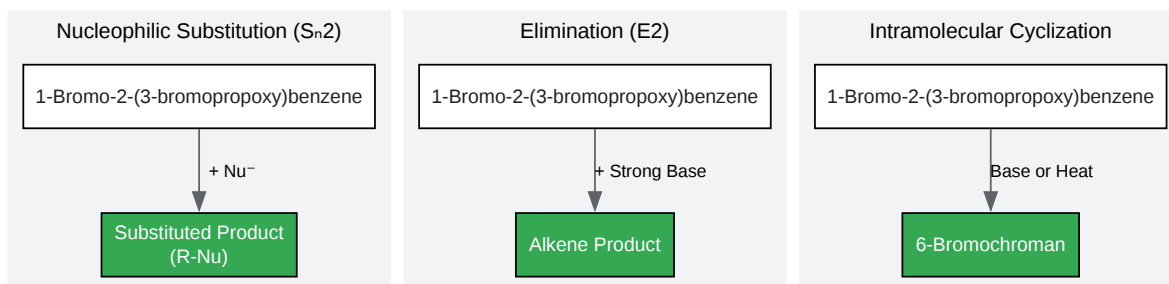 Nucleophilic Substitution (Sₙ2)
1-Bromo-2-(3-bromopropoxy)benzene
+ Nu⁻
Substituted Product
(R-Nu)
Elimination (E2)
1-Bromo-2-(3-bromopropoxy)benzene
+ Strong Base
Alkene Product
Intramolecular Cyclization
1-Bromo-2-(3-bromopropoxy)benzene
Base or Heat
6-Bromochroman